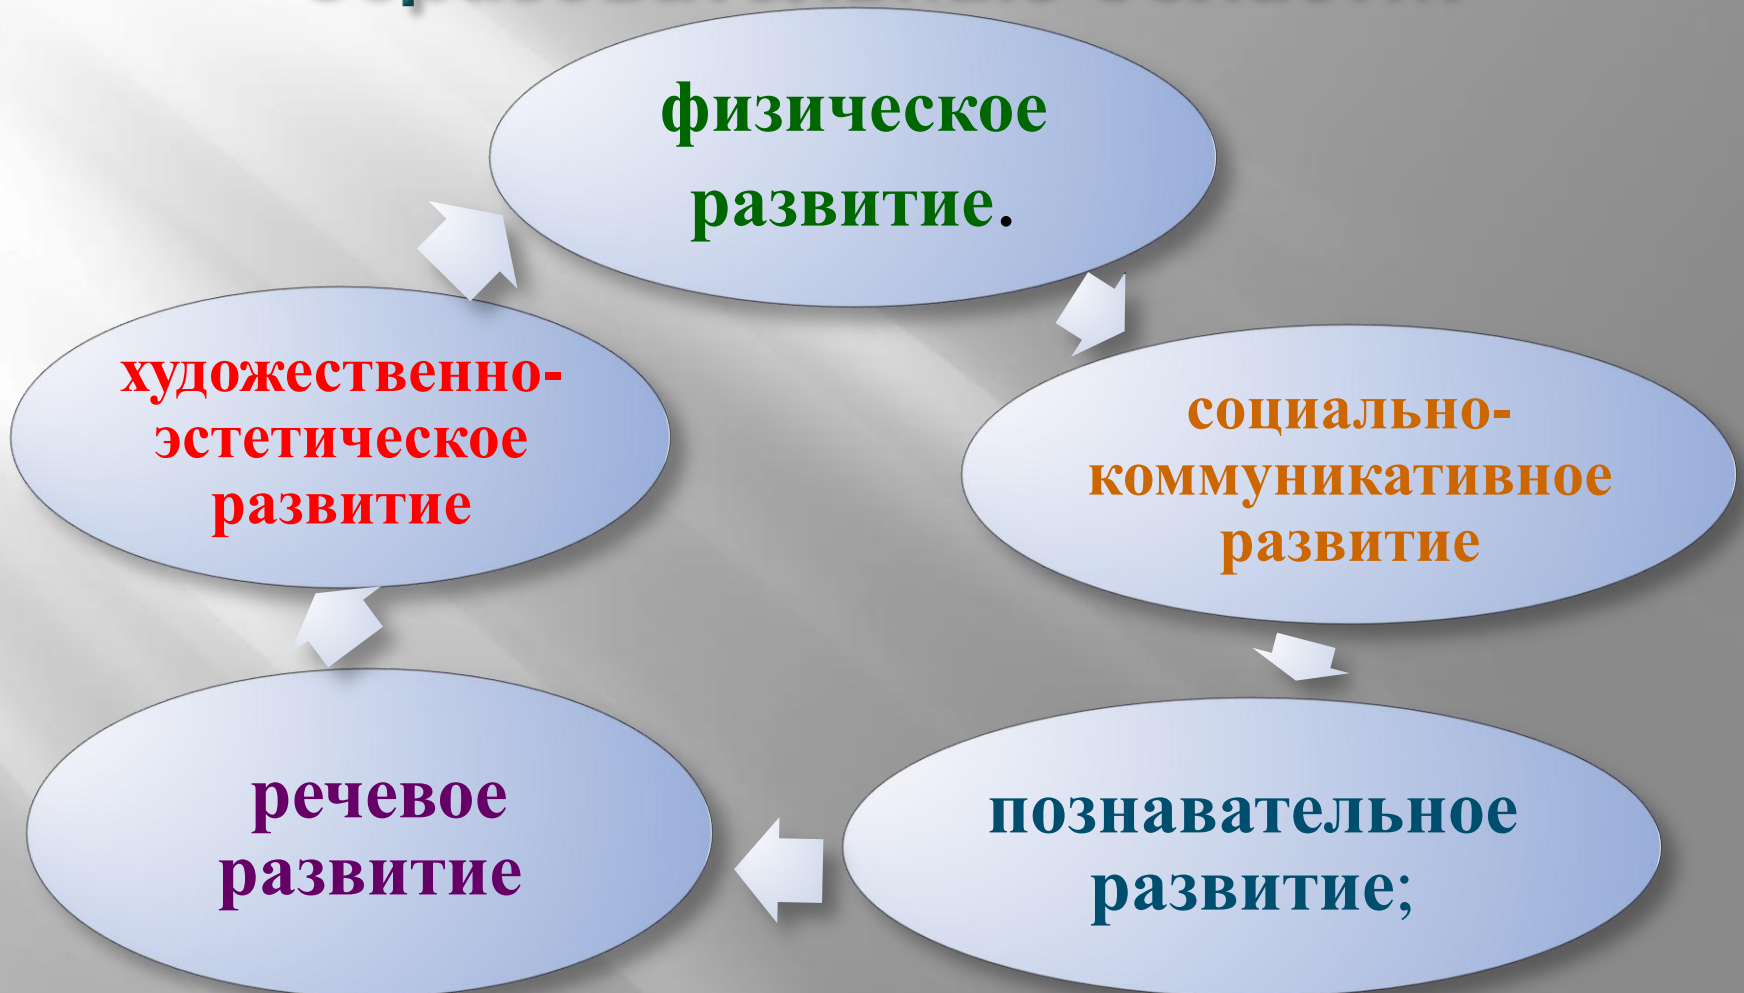 физическое
развитие.
социально-
коммуникативное
развитие
познавательное
развитие;
речевое
развитие
художественно-
эстетическое
развитие